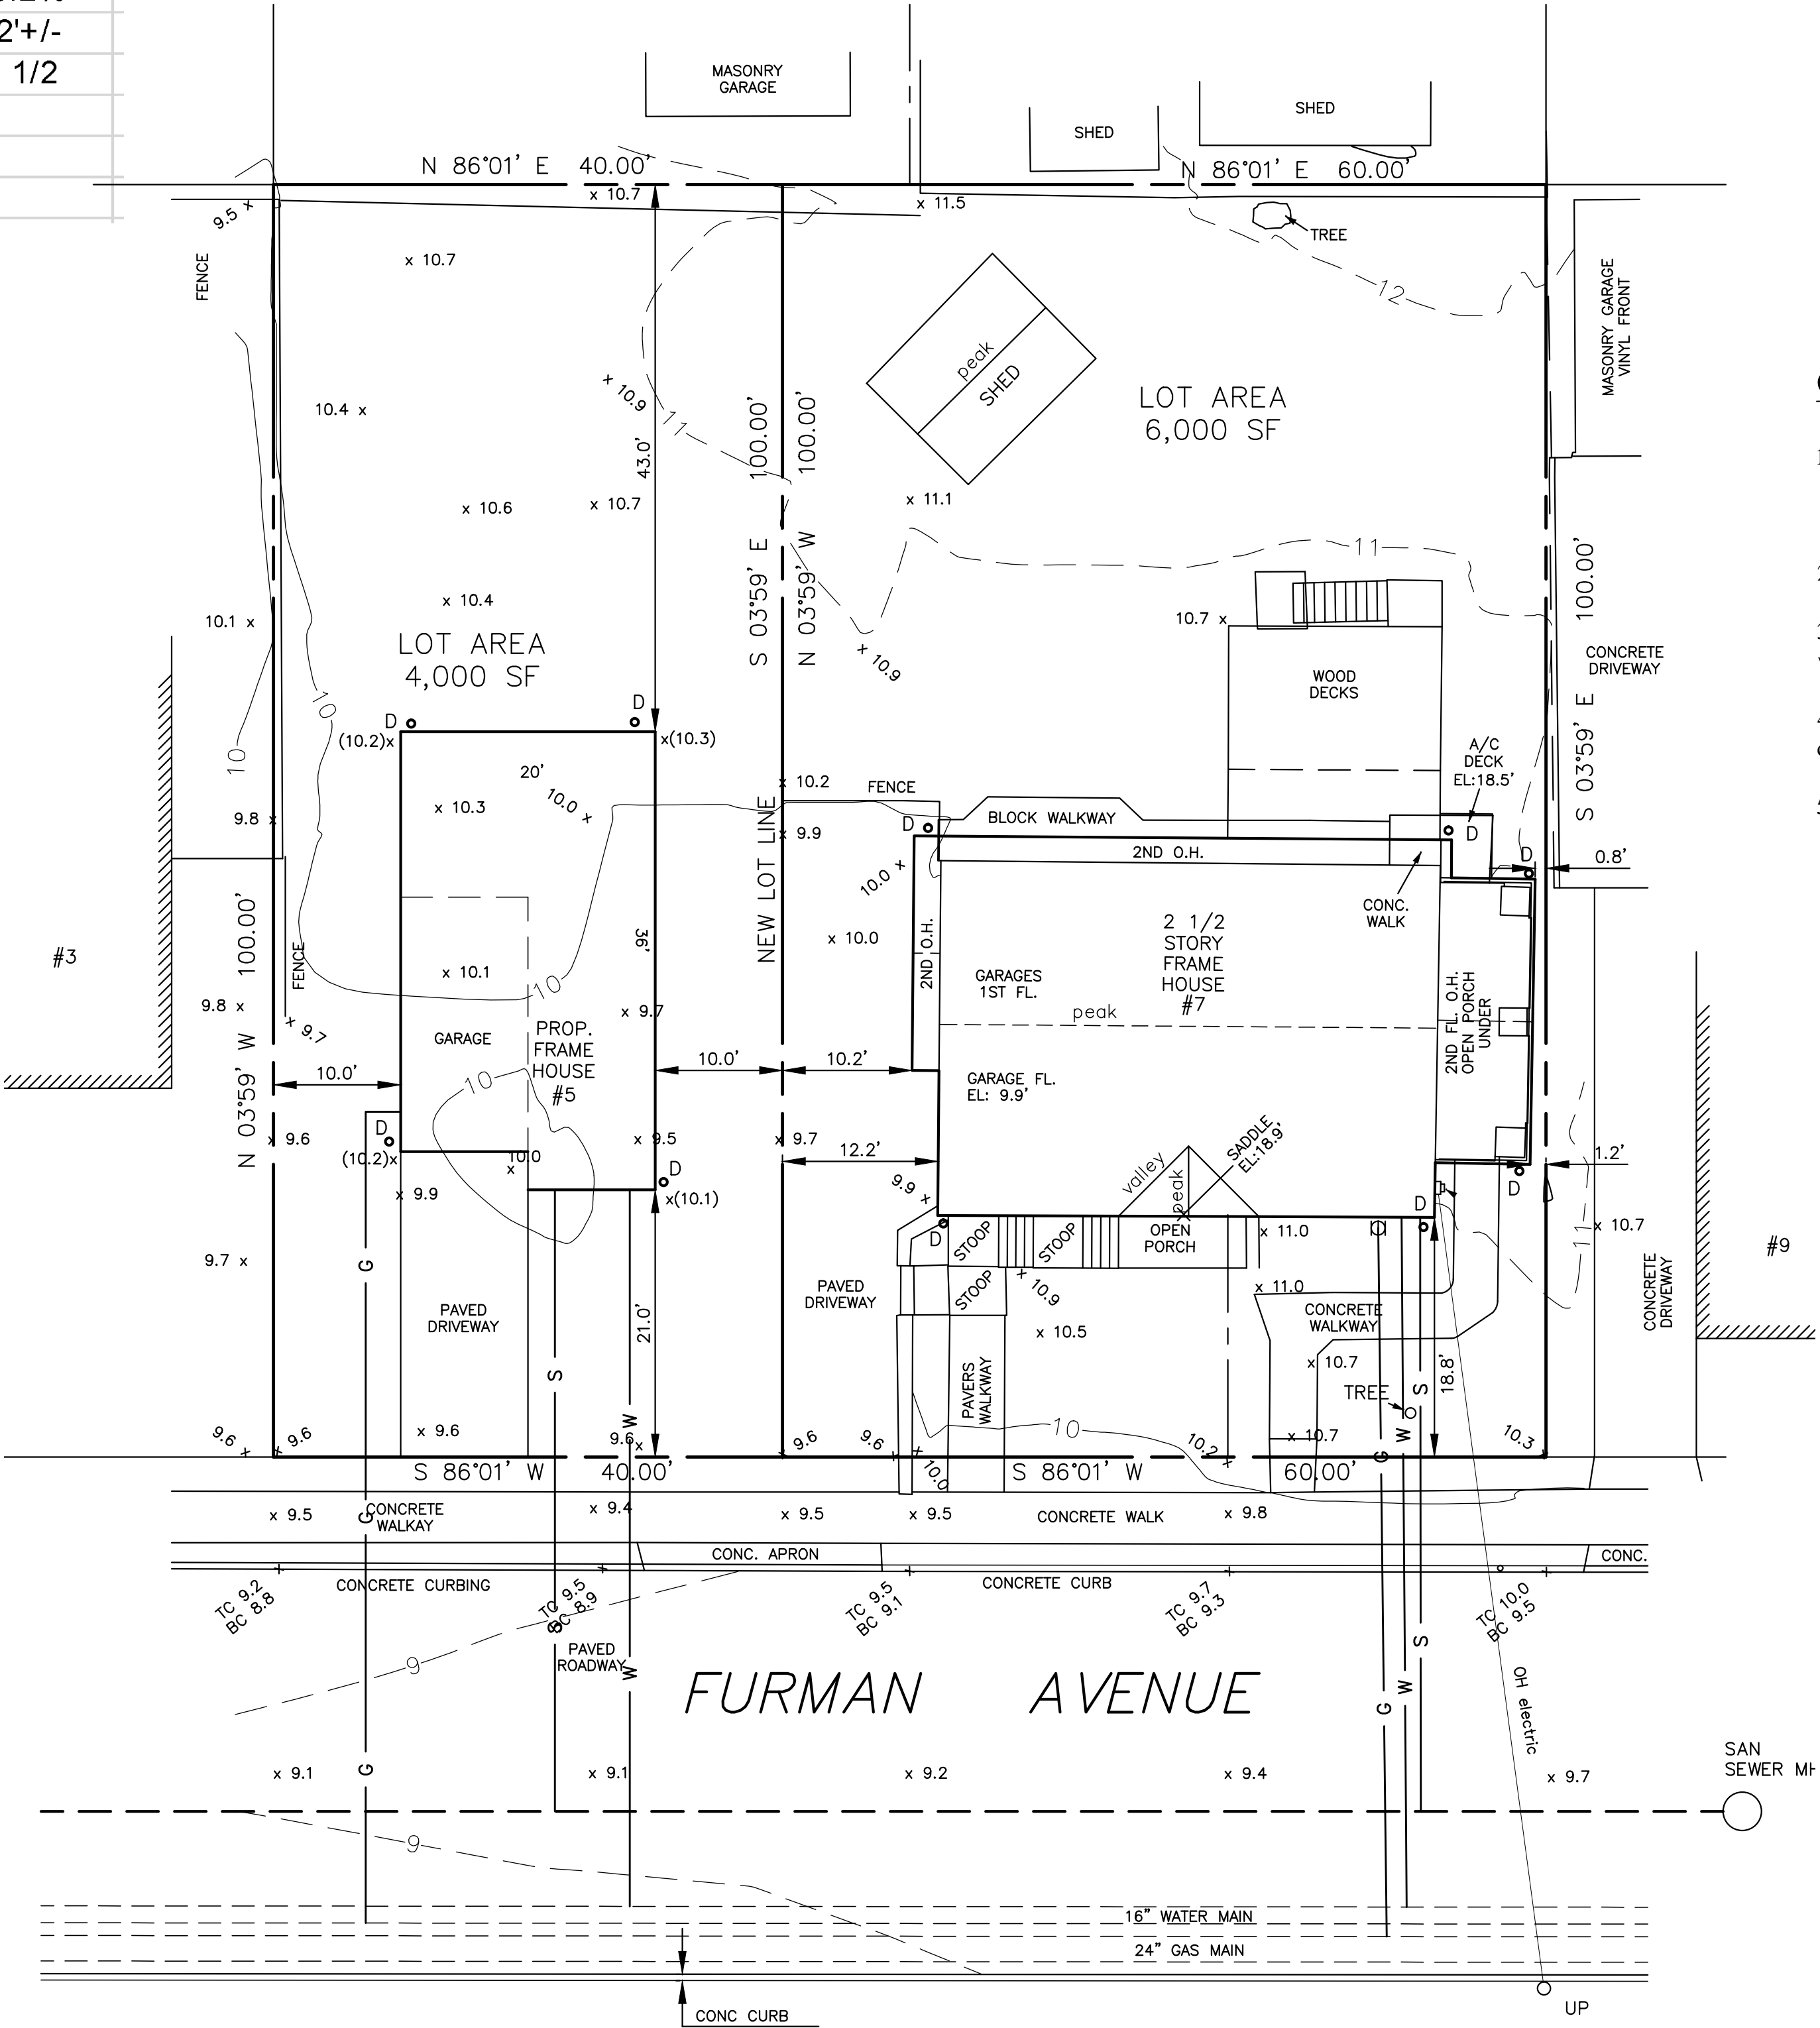 2'+/-
1/2
MASONRY
GARAGE
SHED
SHED
N 86°01' E 40.00'
N 86°01' E 60.00'
x 10.7
x 11.5
9.5 x
TREE
FENCE
x 10.7
12
MASONRY GARAGE
VINYL FRONT
peak
SHED
10.4 x
x 10.9
11
43.0'
LOT AREA
6,000 SF
S 03°59' E 100.00'
N 03°59' W 100.00'
x 10.6
x 10.7
x 11.1
11
S 03°59' E 100.00'
x 10.4
10.1 x
10.7 x
LOT AREA
4,000 SF
x 10.9
WOOD
DECKS
CONCRETE
DRIVEWAY
10
10
D
D
(10.2)x
x(10.3)
A/C
DECK
EL:18.5'
20'
x 10.3
10.0 x
x 10.2
FENCE
9.8 x
NEW LOT LINE
x 9.9
D
BLOCK WALKWAY
D
2ND O.H.
D
0.8'
10.0 x
CONC.
WALK
N 03°59' W 100.00'
FENCE
36'
x 10.0
2ND O.H.
2 1/2
STORY
FRAME
HOUSE
#7
#3
x 10.1
10
GARAGES
1ST FL.
9.8 x
x 9.7
x 9.7
peak
2ND FL. O.H.
OPEN PORCH
UNDER
GARAGE
PROP.
FRAME
HOUSE
#5
10.0'
10.0'
10.2'
10
GARAGE FL.
EL: 9.9'
D
x 9.6
x 9.5
x 9.7
12.2'
SADDLE
EL:18.9'
valley
peak
1.2'
(10.2)x
10.0
x
D
x(10.1)
x 9.9
9.9 x
D
D
D
STOOP
STOOP
OPEN
PORCH
x 11.0
x 10.7
11
#9
9.7 x
G
STOOP
x 10.9
x 11.0
PAVED
DRIVEWAY
PAVED
DRIVEWAY
CONCRETE
WALKWAY
CONCRETE
DRIVEWAY
21.0'
x 10.5
x 10.7
S
PAVERS
WALKWAY
TREE
S
18.8'
W
W
G
9.6 x
x 9.6
x 9.6
9.6x
x 9.6
9.6 x
x 10.0
10
10.2 x
x 10.7
10.3
S 86°01' W 40.00'
S 86°01' W 60.00'
x 9.5
G
CONCRETE
WALKAY
x 9.4
x 9.5
x 9.5
CONCRETE WALK
x 9.8
CONC. APRON
CONC.
CONCRETE CURBING
CONCRETE CURB
TC 9.2
BC 8.8
TC 9.5
BC 8.9
TC 9.5
BC 9.1
TC 9.7
BC 9.3
TC 10.0
BC 9.5
S
PAVED
ROADWAY
W
S
9
FURMAN AVENUE
G
W
OH electric
SAN
SEWER MH
x 9.1
G
x 9.1
x 9.2
x 9.4
x 9.7
9
16" WATER MAIN
24" GAS MAIN
CONC CURB
UP